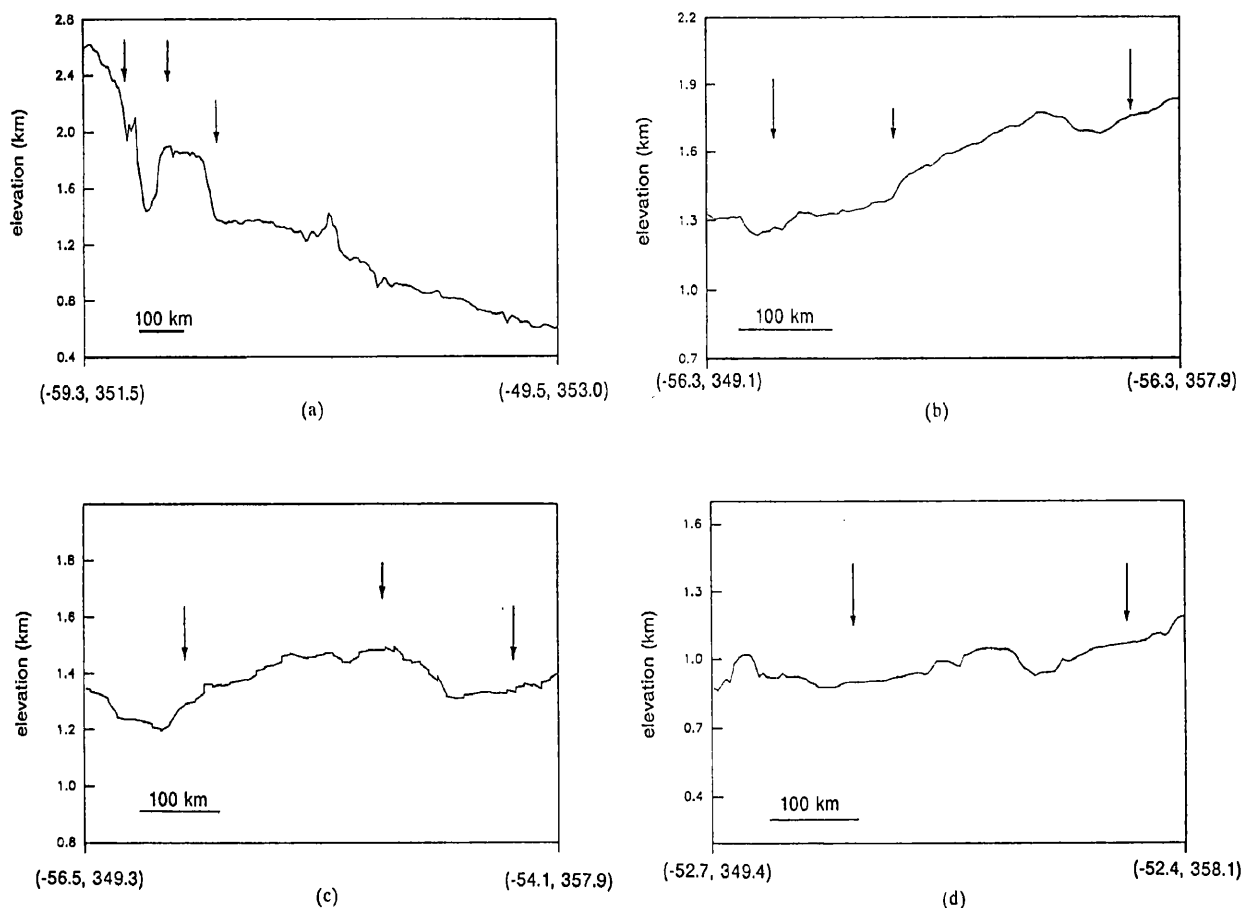 2.8
2.4
2.0
1.6
1.2
0.8
0.4
elevation (km)
100 km
(-59.3, 351.5)
(-49.5, 353.0)
(a)
2.2
1.9
1.6
1.3
1.0
0.7
elevation (km)
100 km
(-56.3, 349.1)
(-56.3, 357.9)
(b)
1.8
1.6
1.4
1.2
1.0
0.8
elevation (km)
100 km
(-56.5, 349.3)
(-54.1, 357.9)
(c)
1.6
1.3
1.0
0.7
0.4
elevation (km)
100 km
(-52.7, 349.4)
(-52.4, 358.1)
(d)